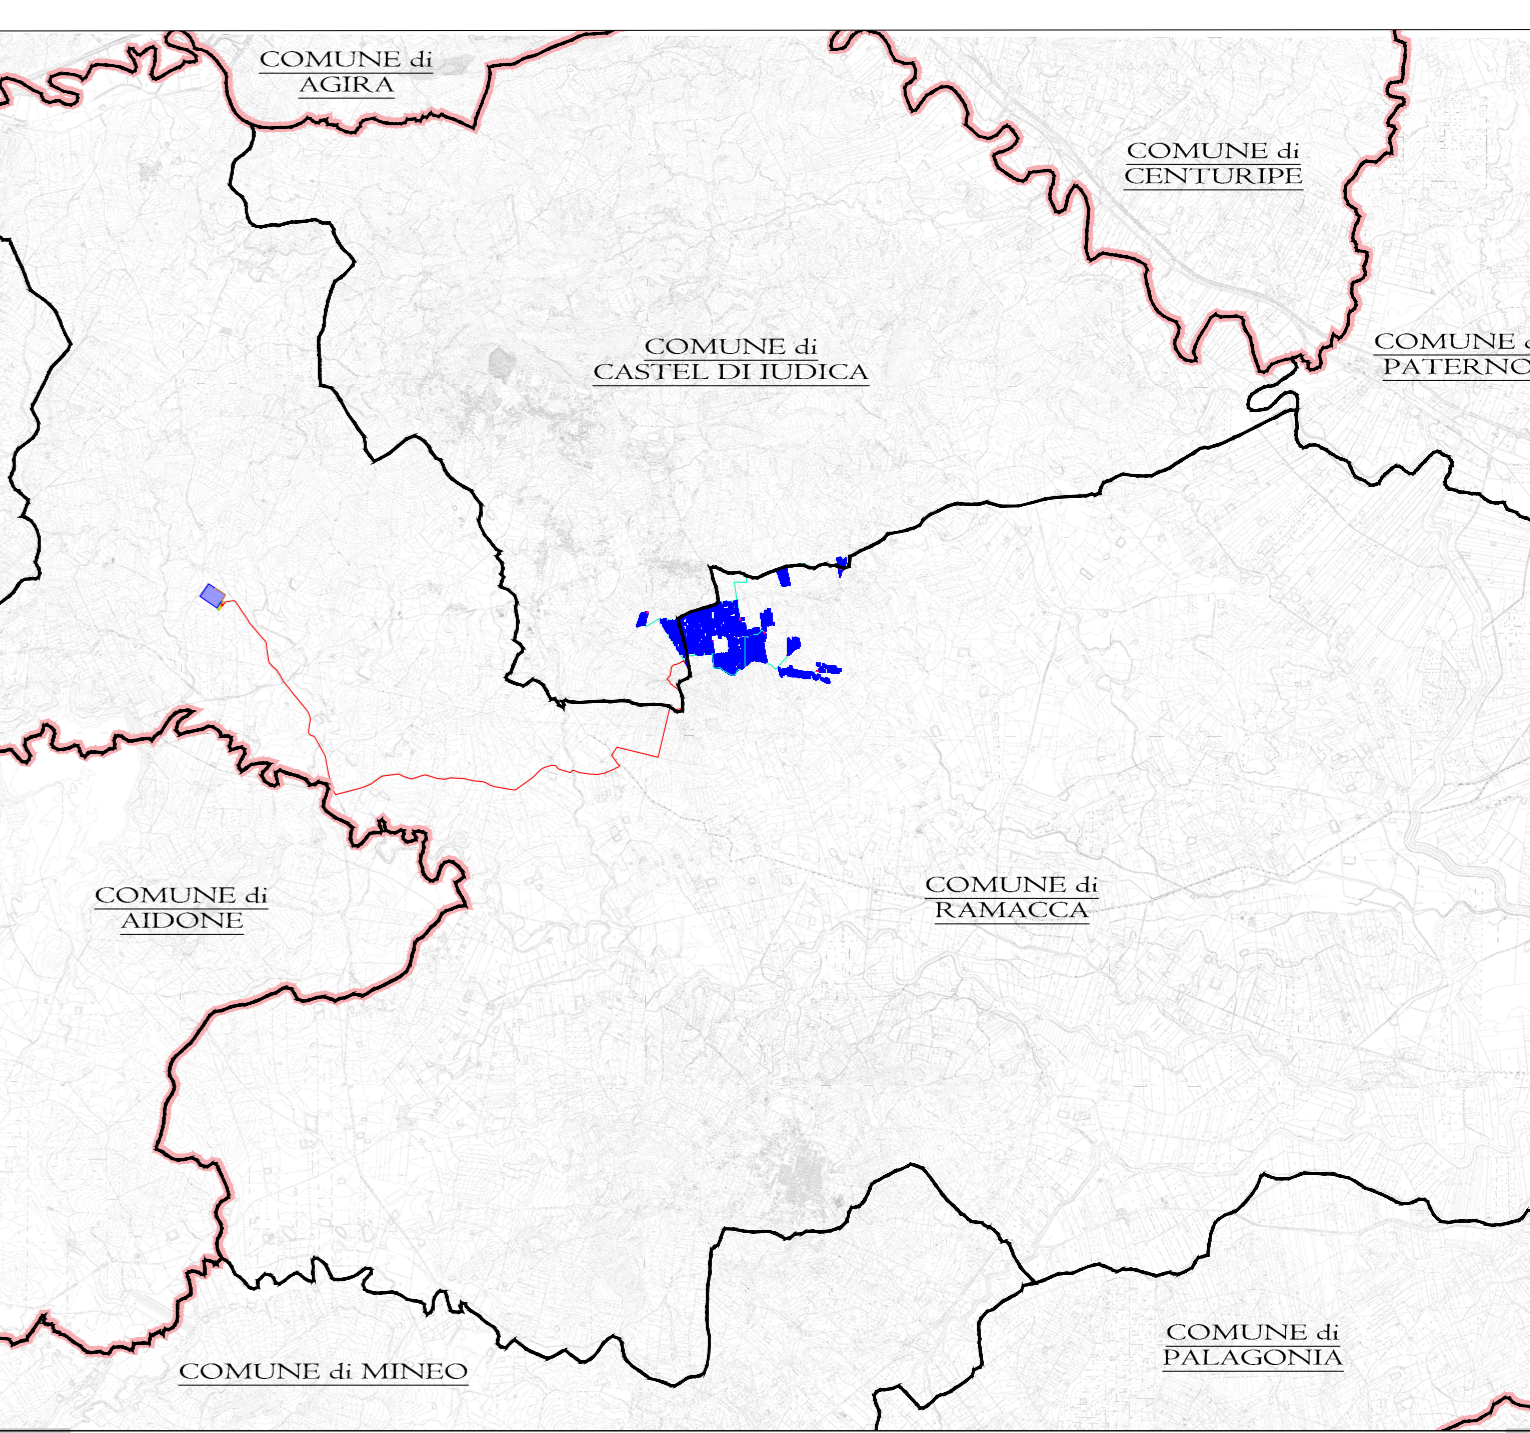 COMUNE di
AGIRA
COMUNE di
CENTURIPE
COMUNE di
CASTEL DI IUDICA
COMUNE
PATERNO
COMUNE di
AIDONE
COMUNE di
RAMACCA
COMUNE di MINEO
COMUNE di
PALAGONIA